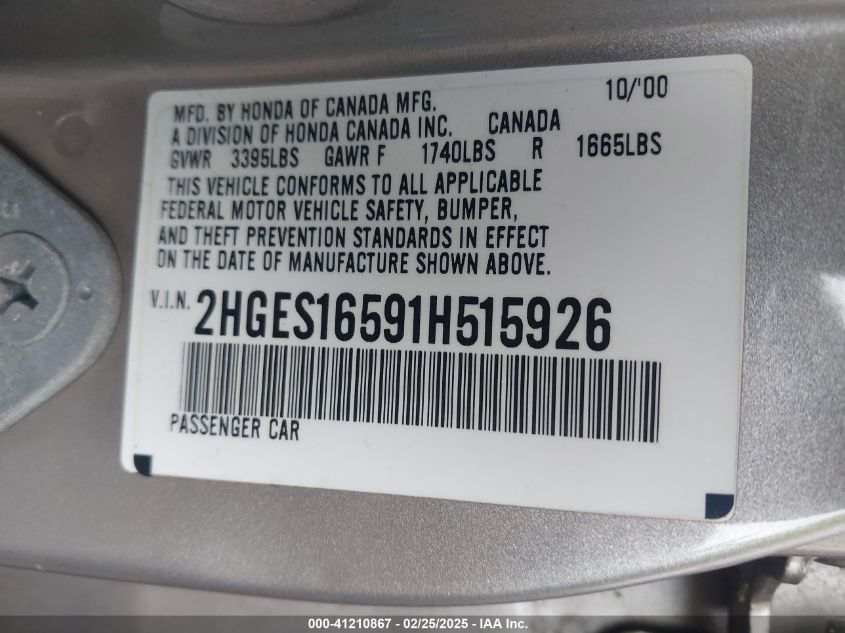 10/'00
MFD. BY HONDA OF CANADA MFG.
A DIVISION OF HONDA CANADA INC. CANADA
GVWR 3395LBS GAWR F 1740LBS R 1665LBS
THIS VEHICLE CONFORMS TO ALL APPLICABLE
FEDERAL MOTOR VEHICLE SAFETY, BUMPER,
AND THEFT PREVENTION STANDARDS IN EFFECT
ON THE DATE OF MANUFACTURE SHOWN ABOVE.
V.I.N. 2HGES16591H515926
PASSENGER CAR
000-41210867 - 02/25/2025 - IAA Inc.